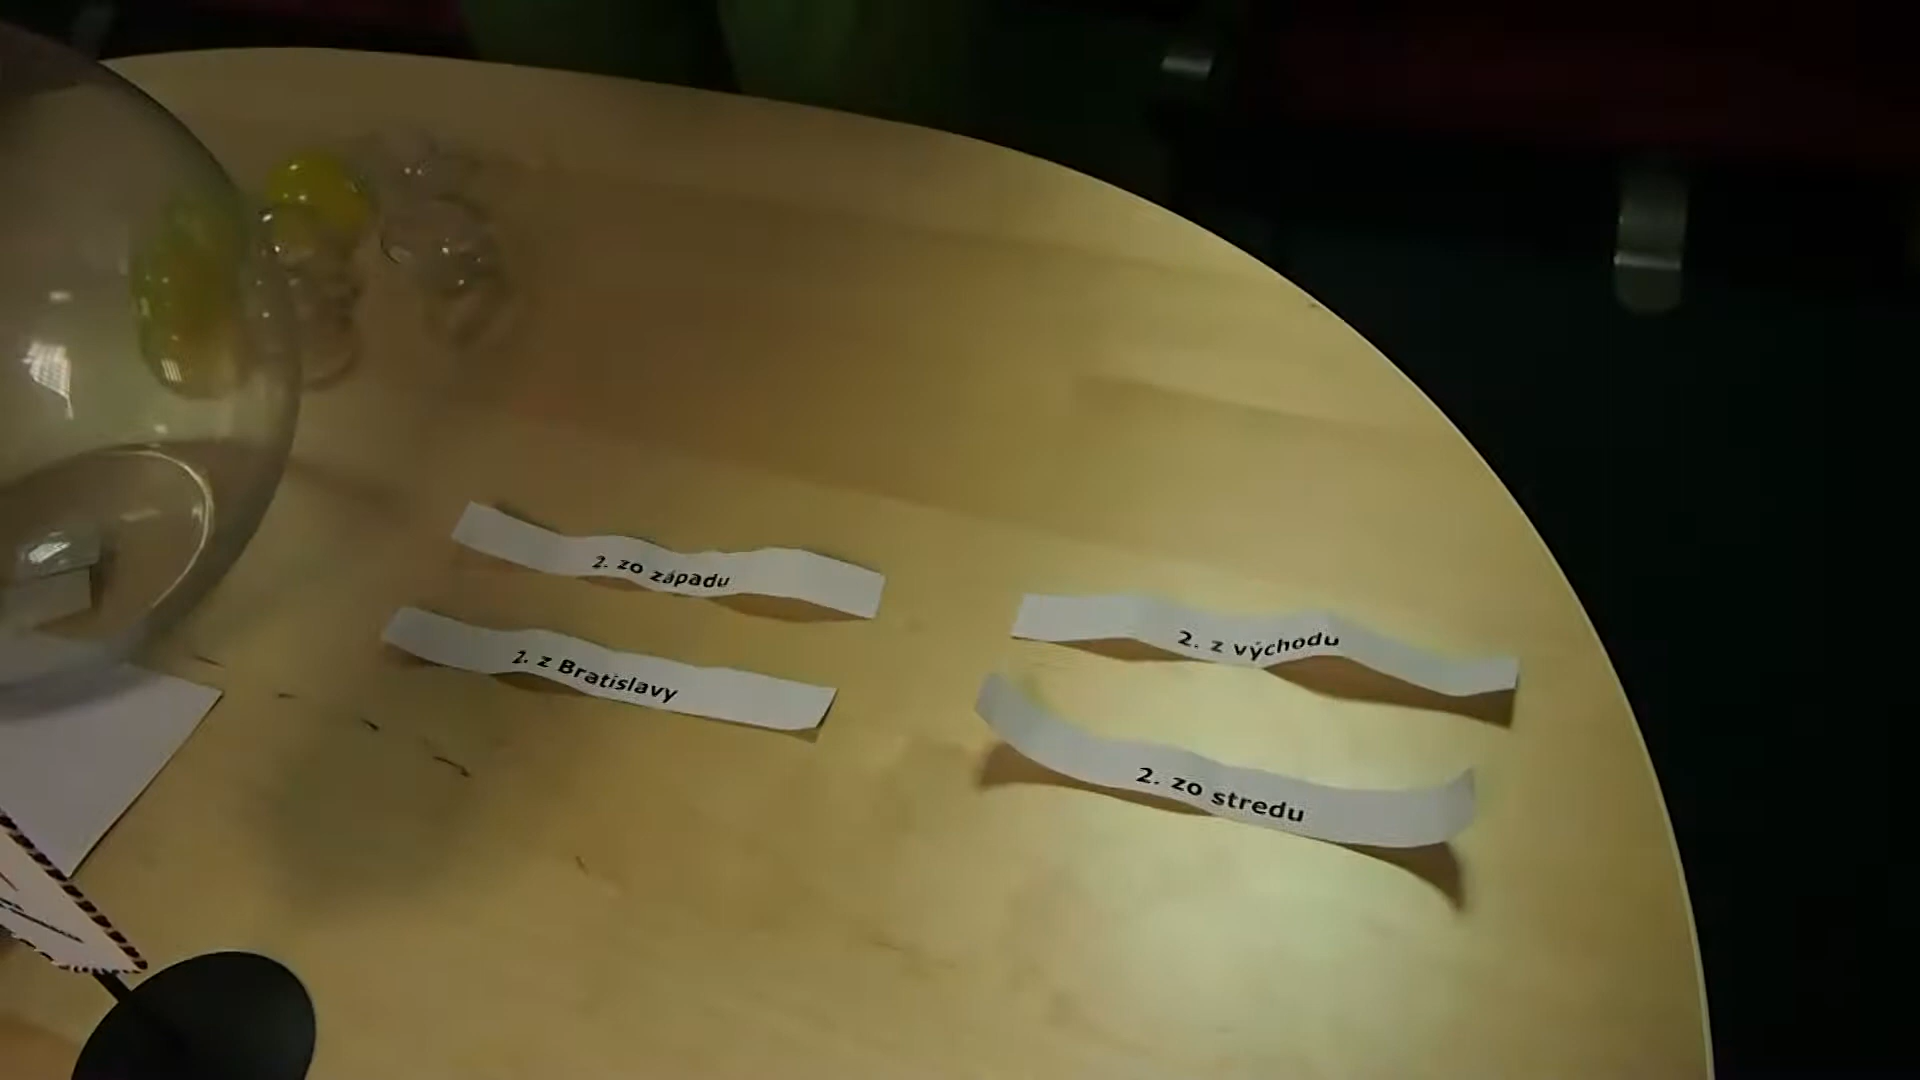 2. zo západu
2. z Bratislavy
2. z východu
2. zo stredu